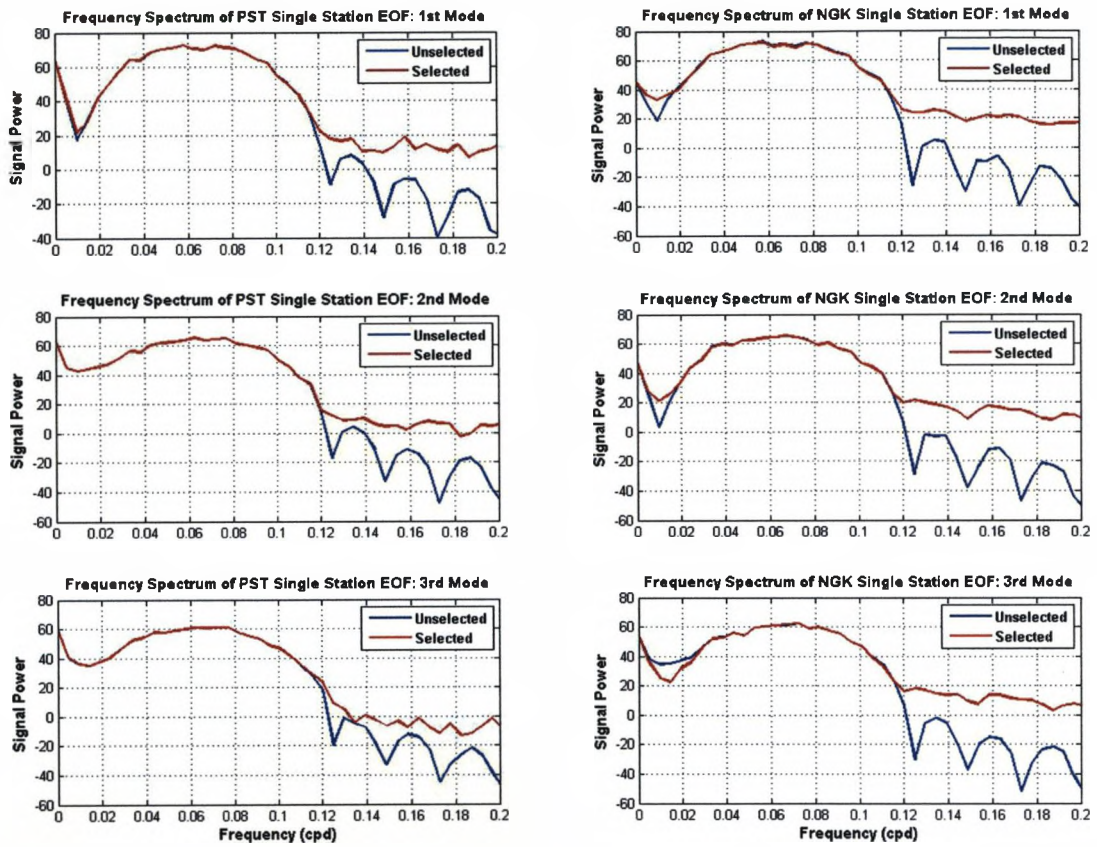 Frequency Spectrum of PST Single Station EOF: 1st Mode
80
60
40
20
0
-20
-40
Signal Power
Unselected
Selected
0 0.02 0.04 0.06 0.08 0.1 0.12 0.14 0.16 0.18 0.2
Frequency Spectrum of NGK Single Station EOF: 1st Mode
80
60
40
20
0
-20
-40
-60
Signal Power
Unselected
Selected
0 0.02 0.04 0.06 0.08 0.1 0.12 0.14 0.16 0.18 0.2
Frequency Spectrum of PST Single Station EOF: 2nd Mode
80
60
40
20
0
-20
-40
-60
Signal Power
Unselected
Selected
0 0.02 0.04 0.06 0.08 0.1 0.12 0.14 0.16 0.18 0.2
Frequency Spectrum of NGK Single Station EOF: 2nd Mode
80
60
40
20
0
-20
-40
-60
Signal Power
Unselected
Selected
0 0.02 0.04 0.06 0.08 0.1 0.12 0.14 0.16 0.18 0.2
Frequency Spectrum of PST Single Station EOF: 3rd Mode
80
60
40
20
0
-20
-40
-60
Signal Power
Unselected
Selected
0 0.02 0.04 0.06 0.08 0.1 0.12 0.14 0.16 0.18 0.2
Frequency (cpd)
Frequency Spectrum of NGK Single Station EOF: 3rd Mode
80
60
40
20
0
-20
-40
-60
Signal Power
Unselected
Selected
0 0.02 0.04 0.06 0.08 0.1 0.12 0.14 0.16 0.18 0.2
Frequency (cpd)